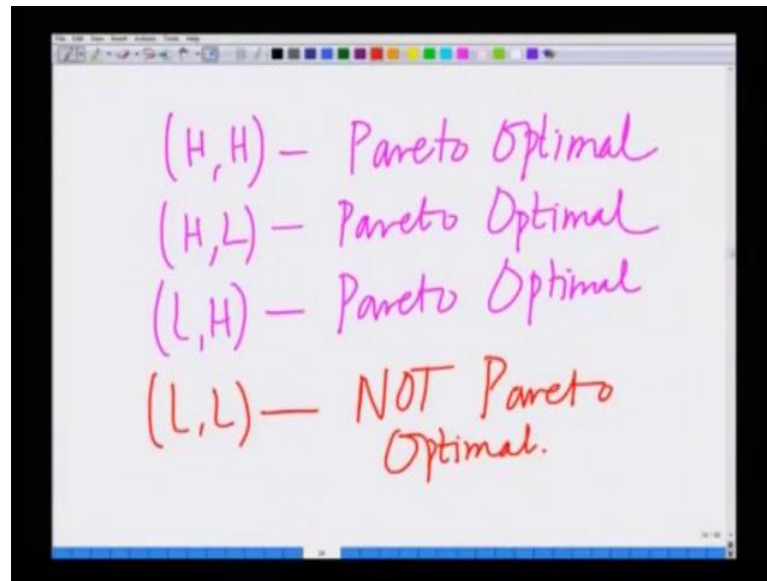 (H,H) – Pareto Optimal
(H,L) – Pareto Optimal
(L,H) – Pareto Optimal
(L,L) – NOT Pareto
Optimal.